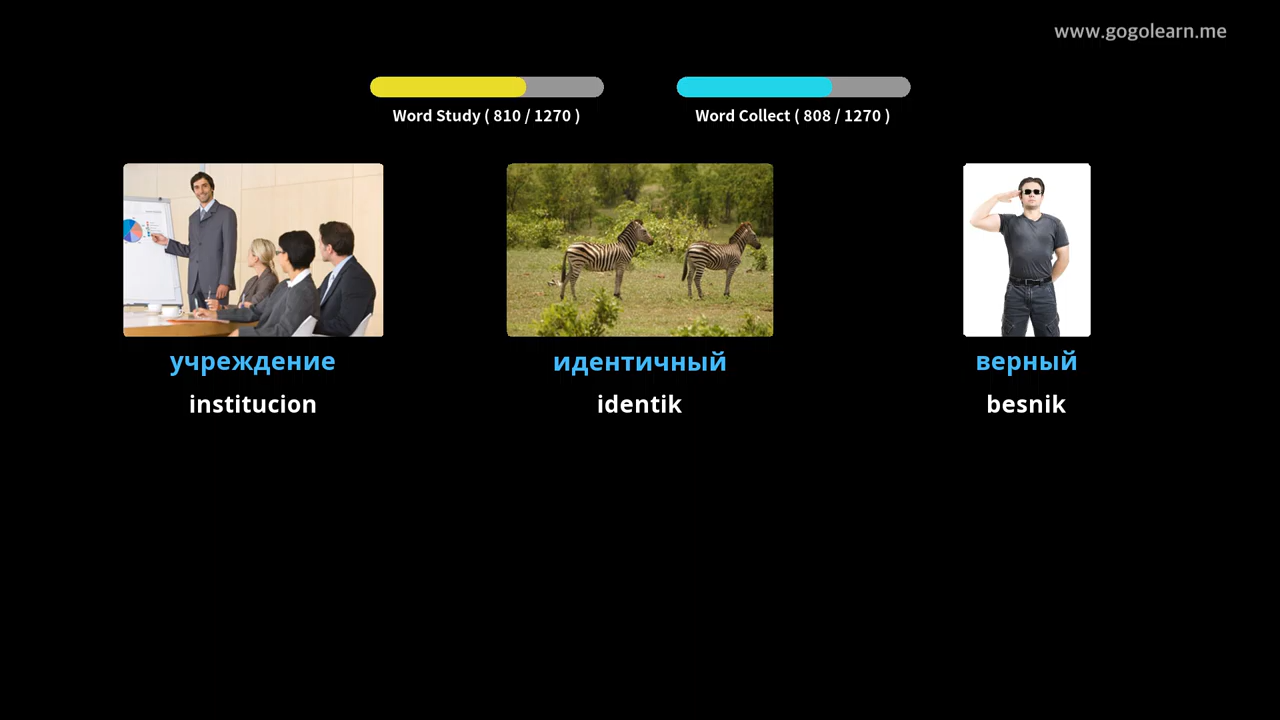 www.gogolearn.me
Word Study ( 810 / 1270 )
Word Collect ( 808 / 1270 )
учреждение
идентичный
верный
institucion
identik
besnik